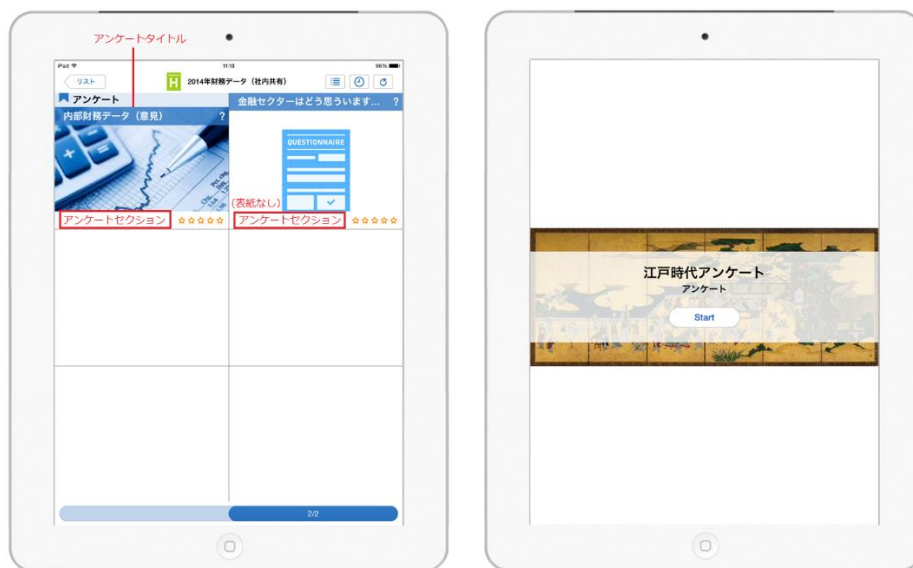 アンケートタイトル
iPad 11:13 98%
リスト
H 2014年財務データ（社内共有）
アンケート
金融セクターはどう思ういます... ?
内部財務データ（意見） ?
QUESTIONNAIRE
(表紙なし)
アンケートセクション ☆☆☆☆☆
アンケートセクション ☆☆☆☆☆
2/2
江戸時代アンケート
アンケート
Start